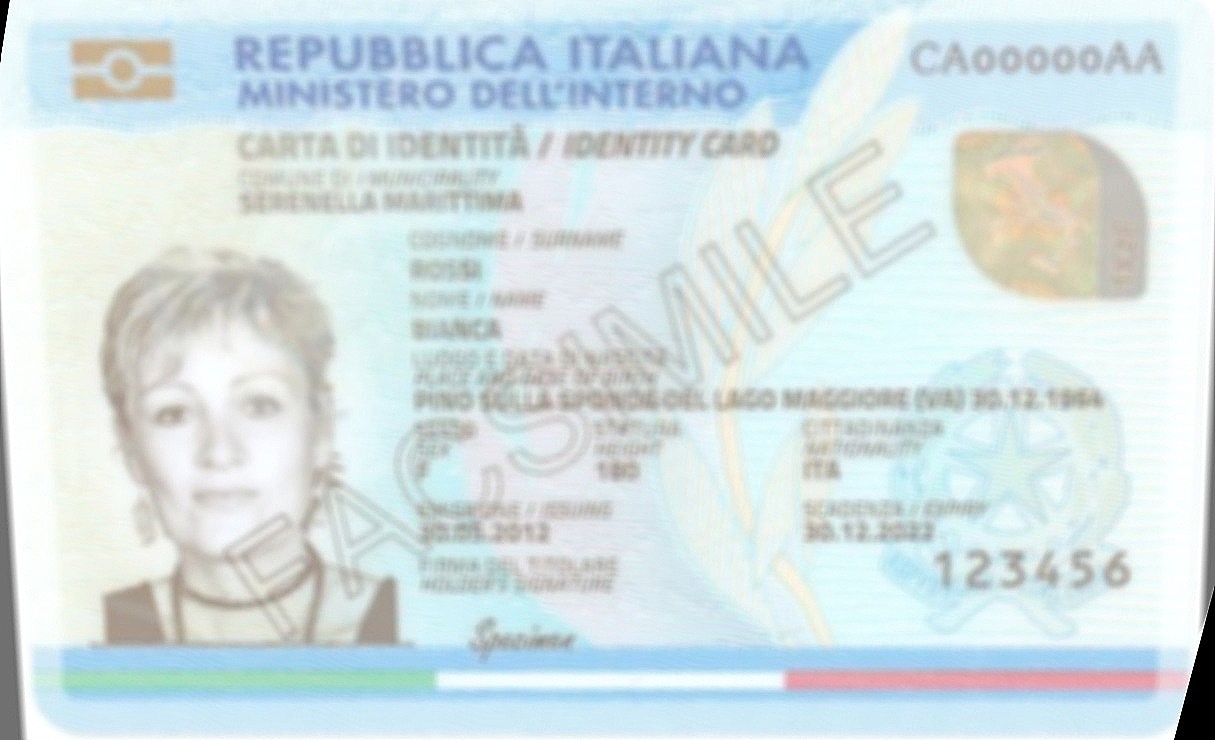 REPUBBLICA ITALIANA
CA00000AA
MINISTERO DELL'INTERNO
CARTA DI IDENTITÀ / IDENTITY CARD
COMUNE DI / MUNICIPALITY
SERENELLA MARITTIMA
COGNOME / SURNAME
ROSSI
NOME / NAME
BIANCA
LUOGO E DATA DI NASCITA
PLACE AND DATE OF BIRTH
PINO SULLA SPONDA DEL LAGO MAGGIORE (VA) 30.12.1964
SESSO STATURA CITTADINANZA
SEX HEIGHT NATIONALITY
F 180 ITA
EMISSIONE / ISSUING SCADENZA / EXPIRY
30.05.2012 30.12.2022
123456
FIRMA DEL TITOLARE
HOLDER'S SIGNATURE
Specimen
FACSIMILE